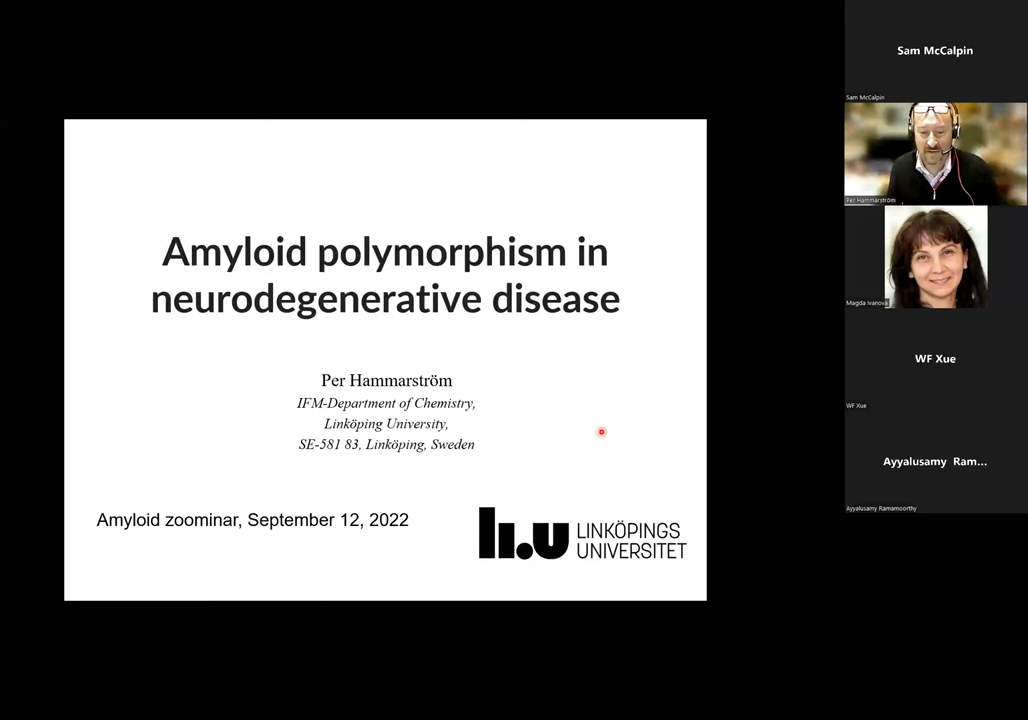 Amyloid polymorphism in
neurodegenerative disease
Per Hammarström
IFM-Department of Chemistry,
Linköping University,
SE-581 83, Linköping, Sweden
Amyloid zoominar, September 12, 2022
li.u LINKÖPINGS
UNIVERSITET
Sam McCalpin
Sam McCalpin
Per Hammarström
Magda Ivanova
WF Xue
WF Xue
Ayyalusamy Ram...
Ayyalusamy Ramamoorthy